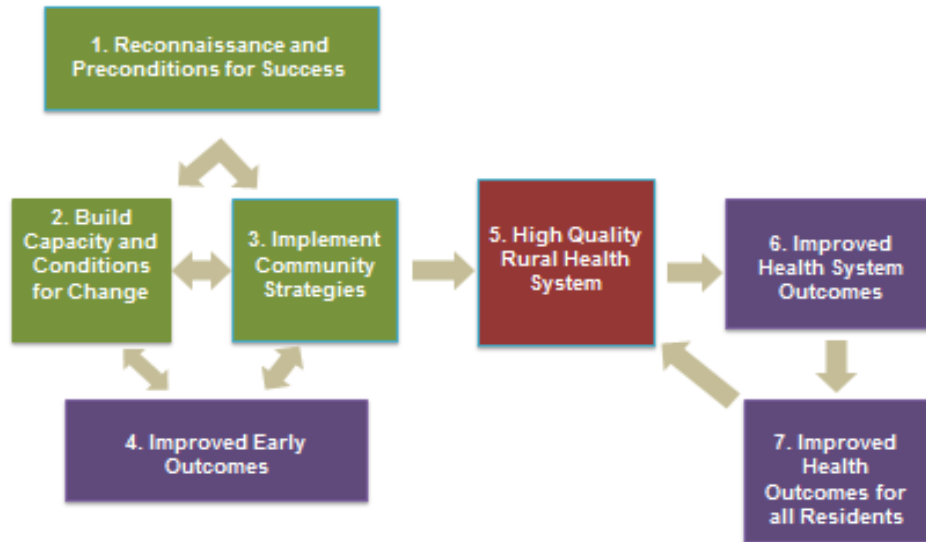 1. Reconnaissance and
Preconditions for Success
2. Build
Capacity and
Conditions
for Change
3. Implement
Community
Strategies
4. Improved Early
Outcomes
5. High Quality
Rural Health
System
6. Improved
Health System
Outcomes
7. Improved
Health
Outcomes for
all Residents